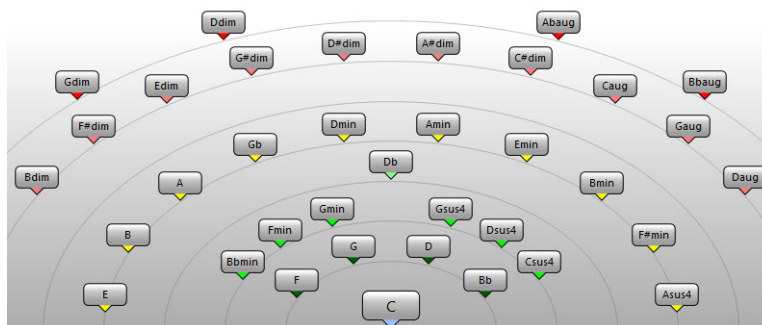 Ddim
Abaug
D#dim
A#dim
G#dim
C#dim
Gdim
Edim
Caug
Bbaug
F#dim
Dmin
Amin
Gaug
Gb
Emin
Db
Bdim
A
Bmin
Daug
Gmin
Gsus4
Fmin
Dsus4
B
F#min
G
D
Bbmin
Csus4
F
Bb
E
Asus4
C